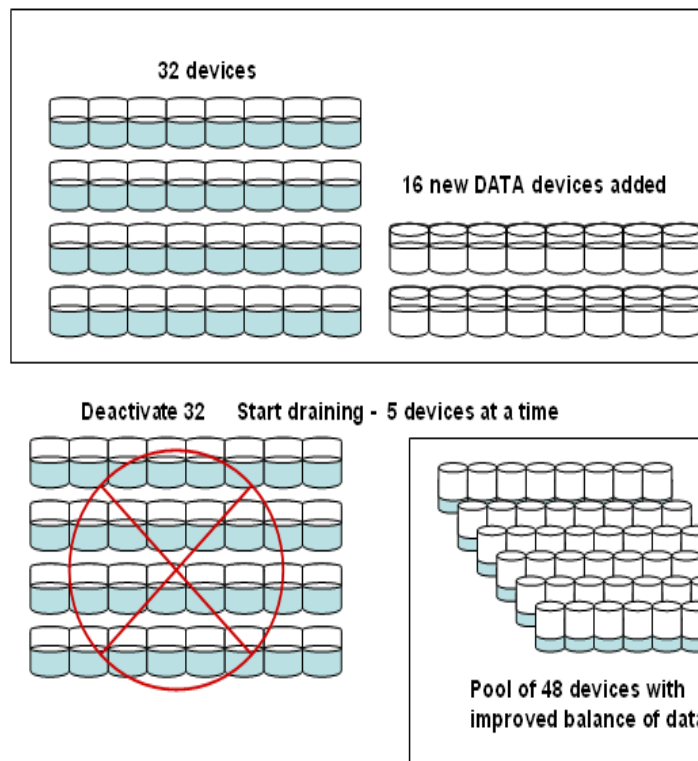 32 devices
16 new DATA devices added
Deactivate 32 Start draining - 5 devices at a time
Pool of 48 devices with
improved balance of data